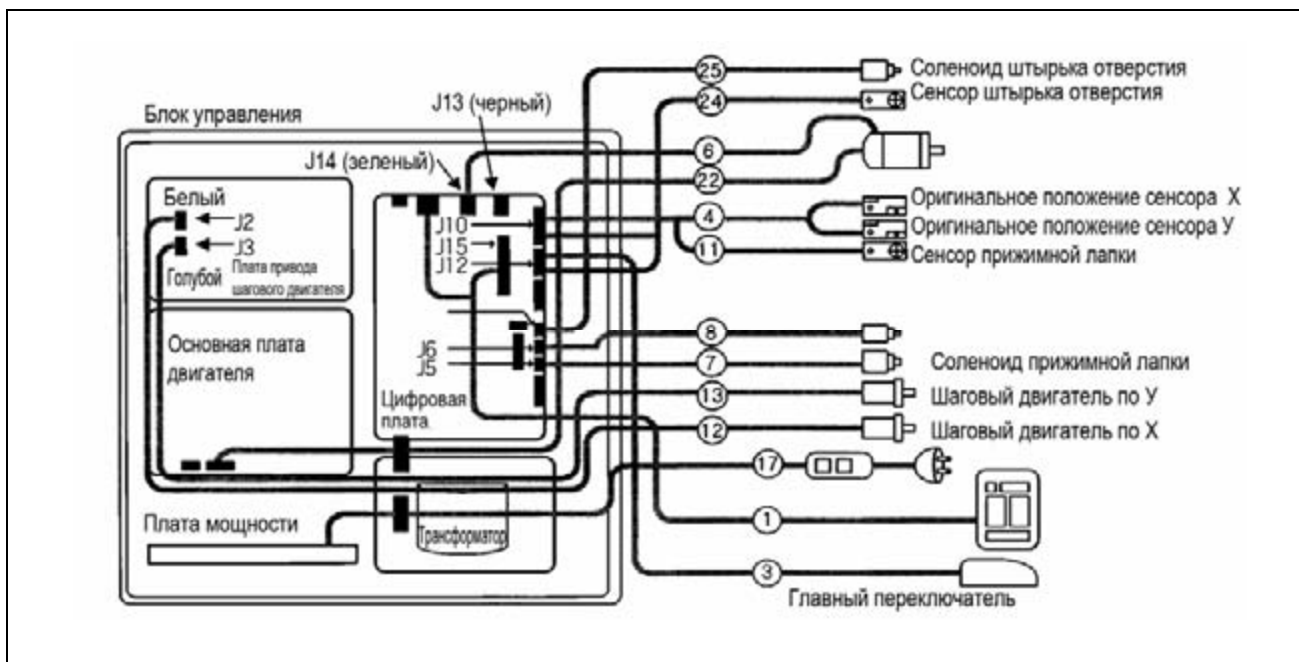 Соленоид штырька отверстия
Сенсор штырька отверстия
25
24
J13 (черный)
Блок управления
J14 (зеленый)
6
22
Белый
J2
J3
Голубой
Плата привода
шагового двигателя
J10
J15
J12
4
11
Оригинальное положение сенсора X
Оригинальное положение сенсора У
Сенсор прижимной лапки
Основная плата
двигателя
J6
J5
8
7
Соленоид прижимной лапки
13
Шаговый двигатель по У
12
Шаговый двигатель по X
Цифровая
плата
17
Плата мощности
Трансформатор
1
3
Главный переключатель